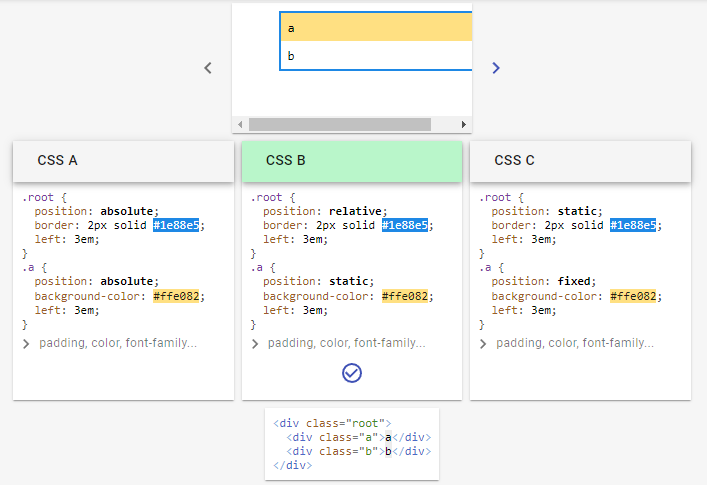 a
b
CSS A
.root {
  position: absolute;
  border: 2px solid #1e88e5;
  left: 3em;
}
.a {
  position: absolute;
  background-color: #ffe082;
  left: 3em;
}
padding, color, font-family...
CSS B
.root {
  position: relative;
  border: 2px solid #1e88e5;
  left: 3em;
}
.a {
  position: static;
  background-color: #ffe082;
  left: 3em;
}
padding, color, font-family...
CSS C
.root {
  position: static;
  border: 2px solid #1e88e5;
  left: 3em;
}
.a {
  position: fixed;
  background-color: #ffe082;
  left: 3em;
}
padding, color, font-family...
<div class="root">
  <div class="a">a</div>
  <div class="b">b</div>
</div>